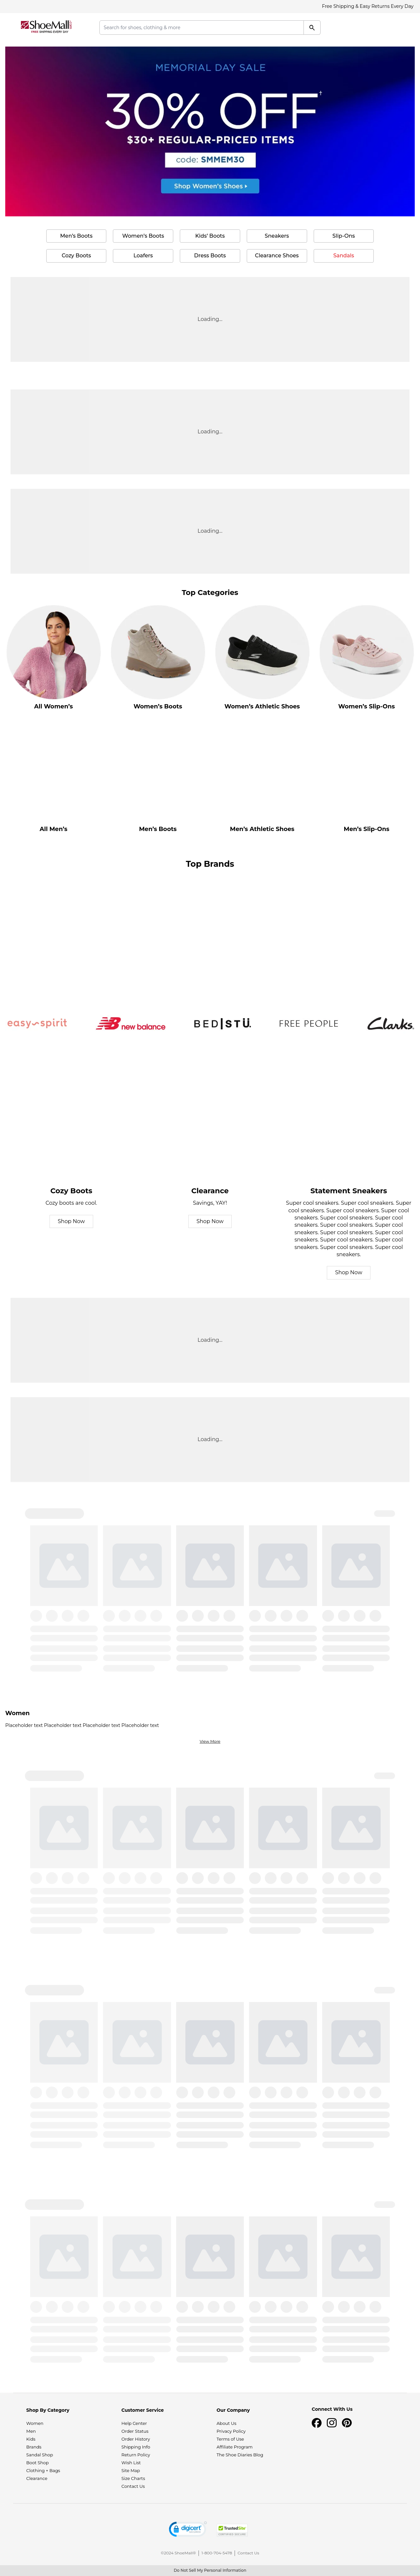 Free Shipping & Easy Returns Every Day
ShoeMall
FREE SHIPPING EVERY DAY
Search for shoes, clothing & more
MEMORIAL DAY SALE
30% OFF†
$30+ REGULAR-PRICED ITEMS
code: SMMEM30
Shop Women's Shoes
Men's Boots
Women's Boots
Kids' Boots
Sneakers
Slip-Ons
Cozy Boots
Loafers
Dress Boots
Clearance Shoes
Sandals
Loading...
Loading...
Loading...
Top Categories
All Women's
Women's Boots
Women's Athletic Shoes
Women's Slip-Ons
All Men's
Men's Boots
Men's Athletic Shoes
Men's Slip-Ons
Top Brands
easy spirit
new balance
BED|STÜ.
FREE PEOPLE
Clarks.
Cozy Boots
Cozy boots are cool.
Shop Now
Clearance
Savings, YAY!
Shop Now
Statement Sneakers
Super cool sneakers. Super cool sneakers. Super
cool sneakers. Super cool sneakers. Super cool
sneakers. Super cool sneakers. Super cool
sneakers. Super cool sneakers. Super cool
sneakers. Super cool sneakers. Super cool
sneakers. Super cool sneakers. Super cool
sneakers. Super cool sneakers. Super cool
sneakers.
Shop Now
Loading...
Loading...
Women
Placeholder text Placeholder text Placeholder text Placeholder text
View More
Shop By Category
Women
Men
Kids
Brands
Sandal Shop
Boot Shop
Clothing + Bags
Clearance
Customer Service
Help Center
Order Status
Order History
Shipping Info
Return Policy
Wish List
Site Map
Size Charts
Contact Us
Our Company
About Us
Privacy Policy
Terms of Use
Affiliate Program
The Shoe Diaries Blog
Connect With Us
digicert
TrustedSite
CERTIFIED SECURE
©2024 ShoeMall® | 1-800-704-5478 | Contact Us
Do Not Sell My Personal Information